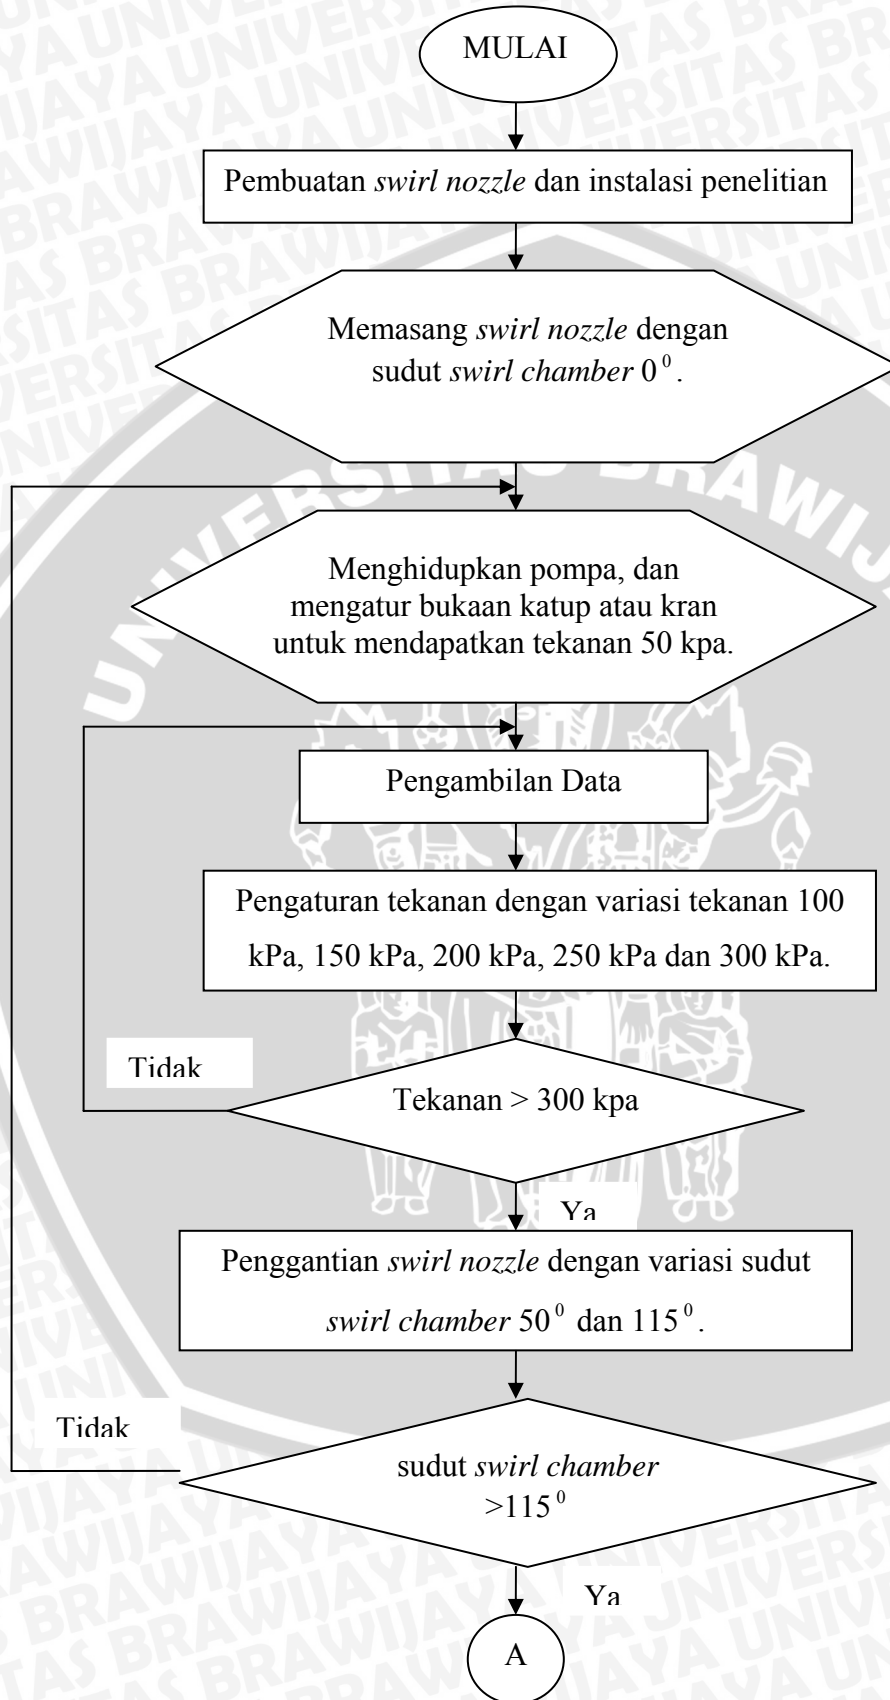 MULAI
Pembuatan swirl nozzle dan instalasi penelitian
Memasang swirl nozzle dengan
sudut swirl chamber 0⁰.
UNIVERSITAS BRAWIJAYA
Menghidupkan pompa, dan
mengatur bukaan katup atau kran
untuk mendapatkan tekanan 50 kpa.
Pengambilan Data
Pengaturan tekanan dengan variasi tekanan 100
kPa, 150 kPa, 200 kPa, 250 kPa dan 300 kPa.
Tidak
Tekanan > 300 kpa
Ya
Penggantian swirl nozzle dengan variasi sudut
swirl chamber 50⁰ dan 115⁰.
Tidak
sudut swirl chamber
>115⁰
Ya
A